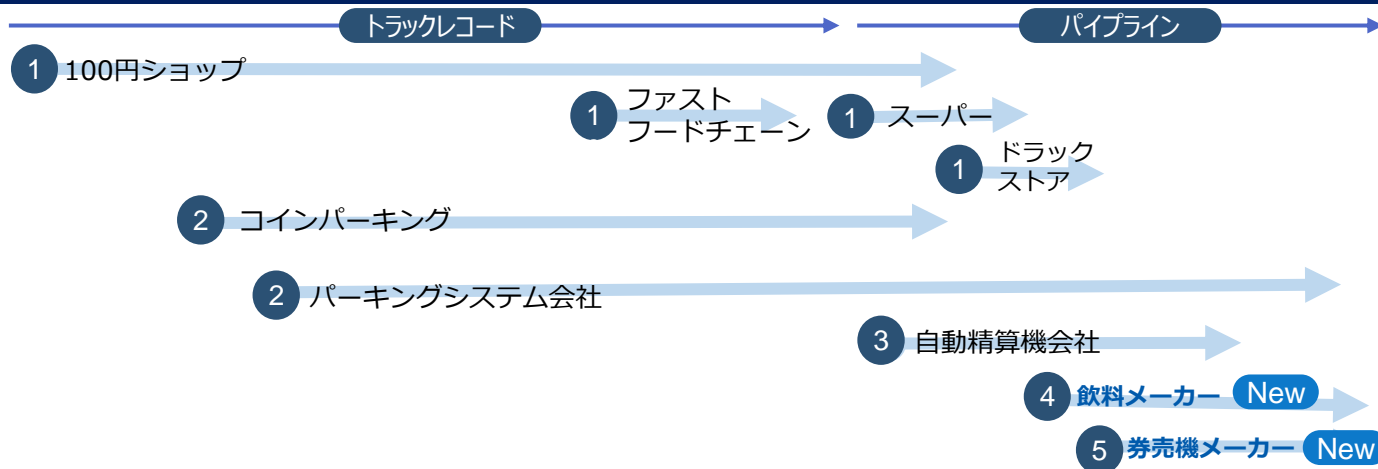 トラックレコード
パイプライン
1 100円ショップ
1 ファスト
フードチェーン
1 スーパー
1 ドラック
ストア
2 コインパーキング
2 パーキングシステム会社
3 自動精算機会社
4 飲料メーカー New
5 券売機メーカー New